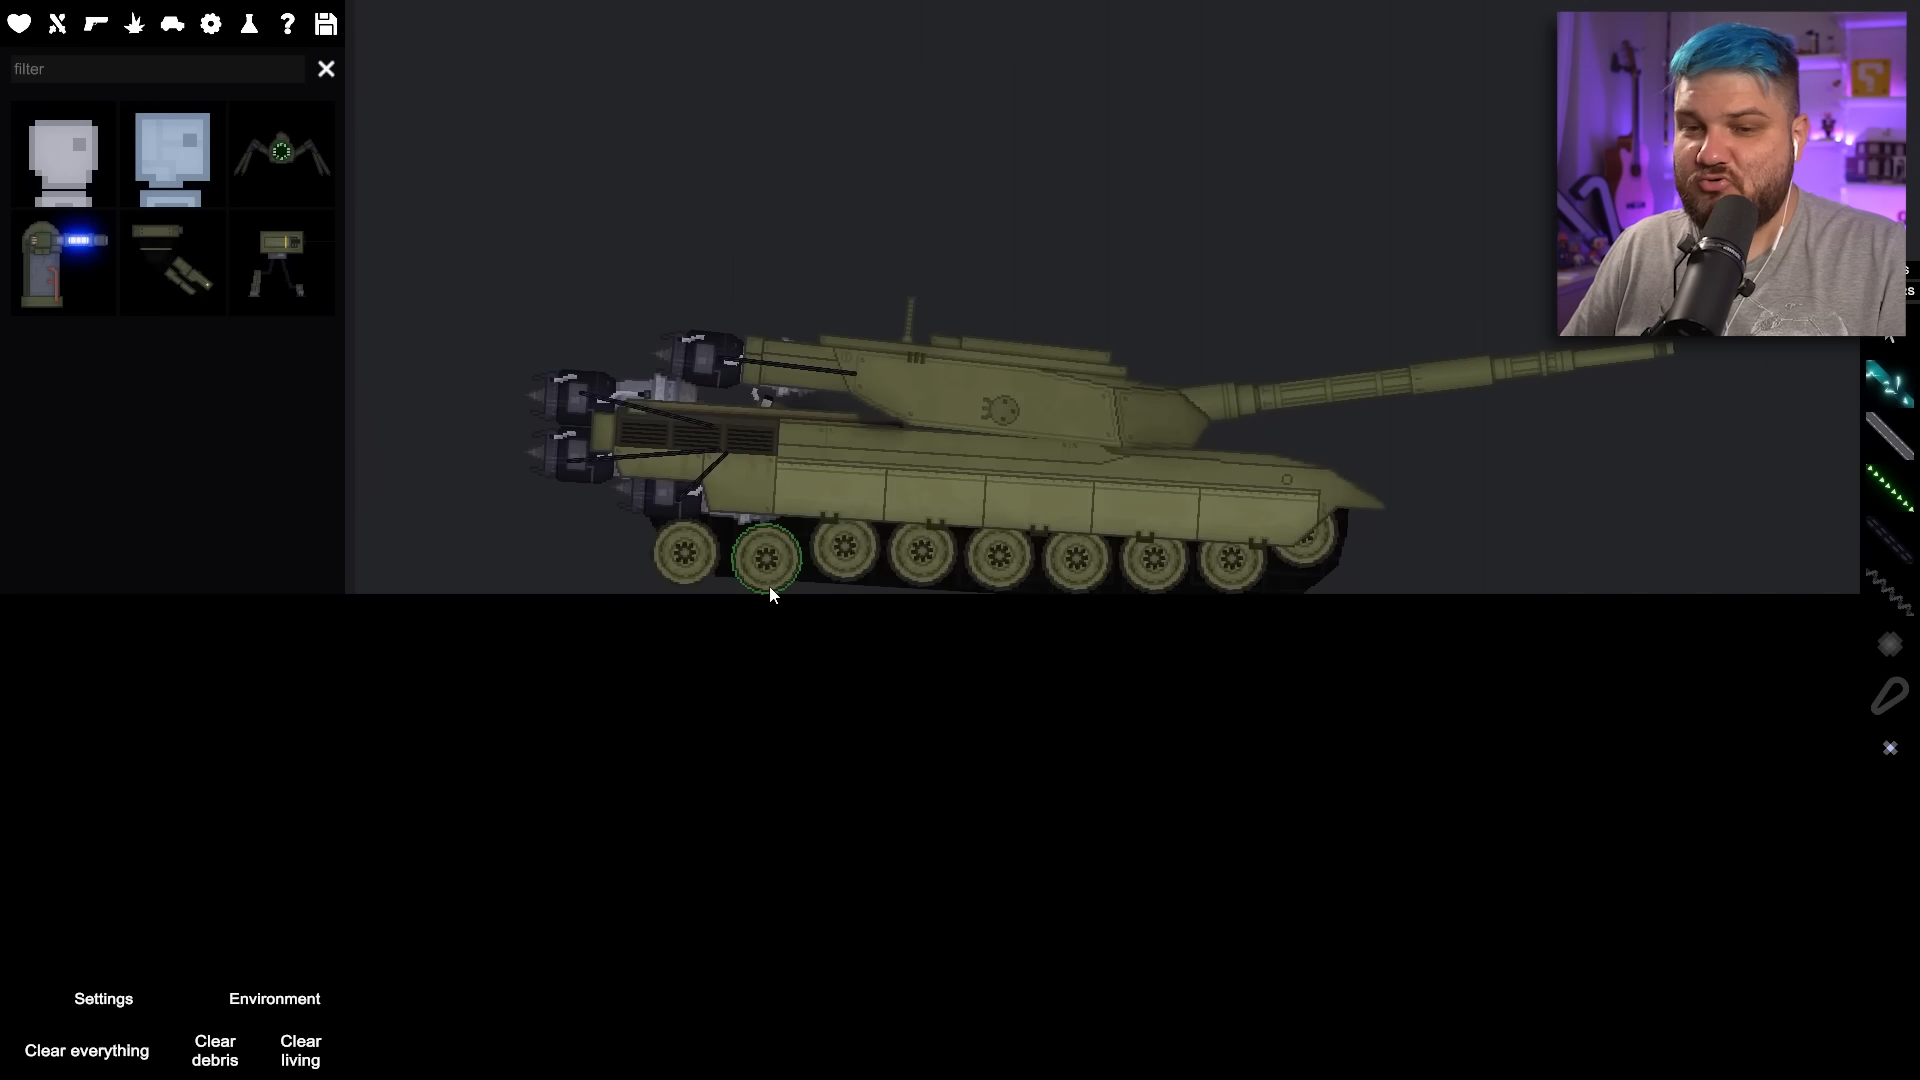 filter
Settings
Environment
Clear everything
Clear
debris
Clear
living